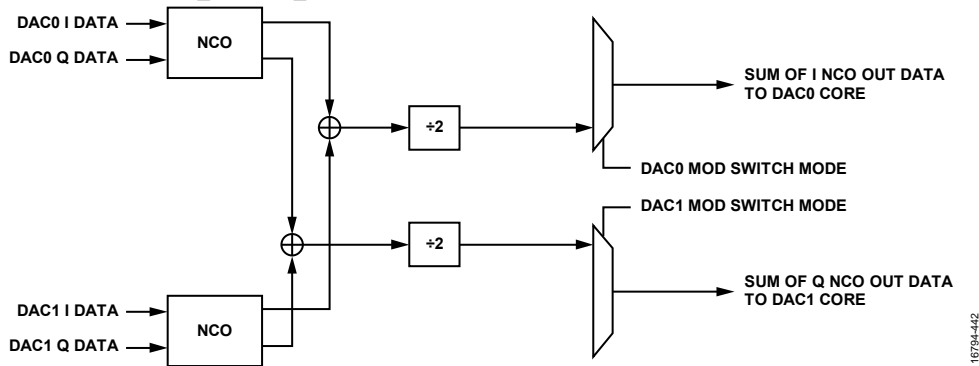 DAC0 I DATA
DAC0 Q DATA
NCO
÷2
SUM OF I NCO OUT DATA
TO DAC0 CORE
DAC0 MOD SWITCH MODE
DAC1 MOD SWITCH MODE
÷2
SUM OF Q NCO OUT DATA
TO DAC1 CORE
DAC1 I DATA
DAC1 Q DATA
NCO
16794-442